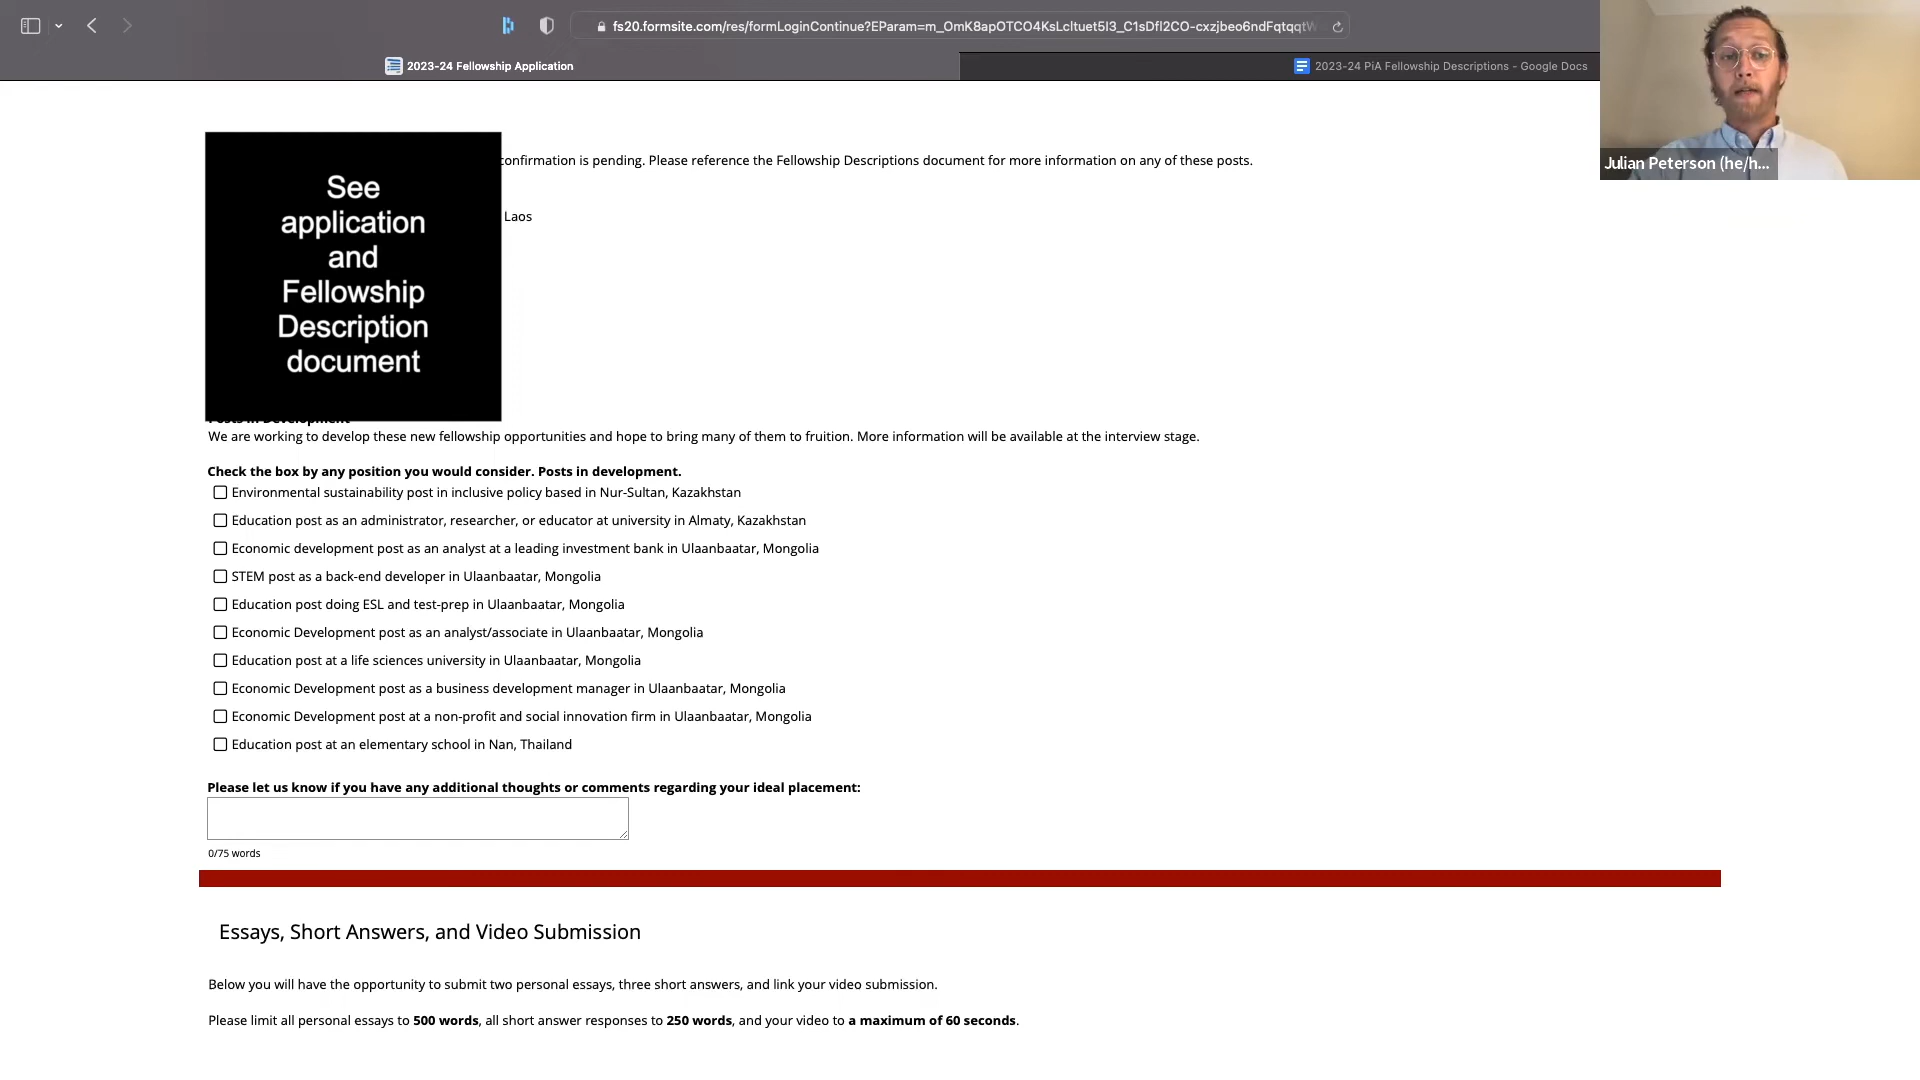 fs20.formsite.com/res/formLoginContinue?EParam=m_OmK8apOTCO4KsLcltuet5I3_C1sDfI2CO-cxzjbeo6ndFqtqqtW
2023-24 Fellowship Application
2023-24 PiA Fellowship Descriptions - Google Docs
Julian Peterson (he/h...
confirmation is pending. Please reference the Fellowship Descriptions document for more information on any of these posts.
See
application
and
Fellowship
Description
document
Laos
We are working to develop these new fellowship opportunities and hope to bring many of them to fruition. More information will be available at the interview stage.
Check the box by any position you would consider. Posts in development.
Environmental sustainability post in inclusive policy based in Nur-Sultan, Kazakhstan
Education post as an administrator, researcher, or educator at university in Almaty, Kazakhstan
Economic development post as an analyst at a leading investment bank in Ulaanbaatar, Mongolia
STEM post as a back-end developer in Ulaanbaatar, Mongolia
Education post doing ESL and test-prep in Ulaanbaatar, Mongolia
Economic Development post as an analyst/associate in Ulaanbaatar, Mongolia
Education post at a life sciences university in Ulaanbaatar, Mongolia
Economic Development post as a business development manager in Ulaanbaatar, Mongolia
Economic Development post at a non-profit and social innovation firm in Ulaanbaatar, Mongolia
Education post at an elementary school in Nan, Thailand
Please let us know if you have any additional thoughts or comments regarding your ideal placement:
0/75 words
Essays, Short Answers, and Video Submission
Below you will have the opportunity to submit two personal essays, three short answers, and link your video submission.
Please limit all personal essays to 500 words, all short answer responses to 250 words, and your video to a maximum of 60 seconds.